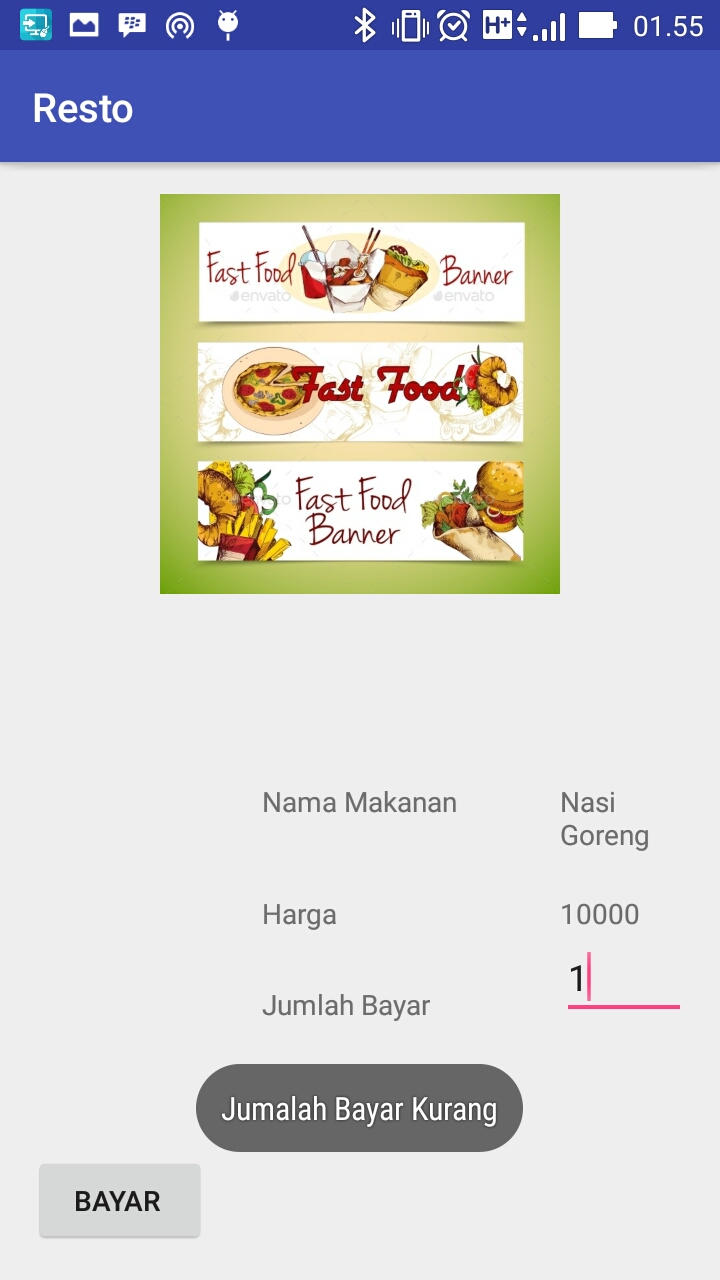 H+ 01.55
Resto
Fast Food Banner
envato envato
Fast Food
Fast Food
Banner
Nama Makanan Nasi
Goreng
Harga 10000
1
Jumlah Bayar
Jumalah Bayar Kurang
BAYAR